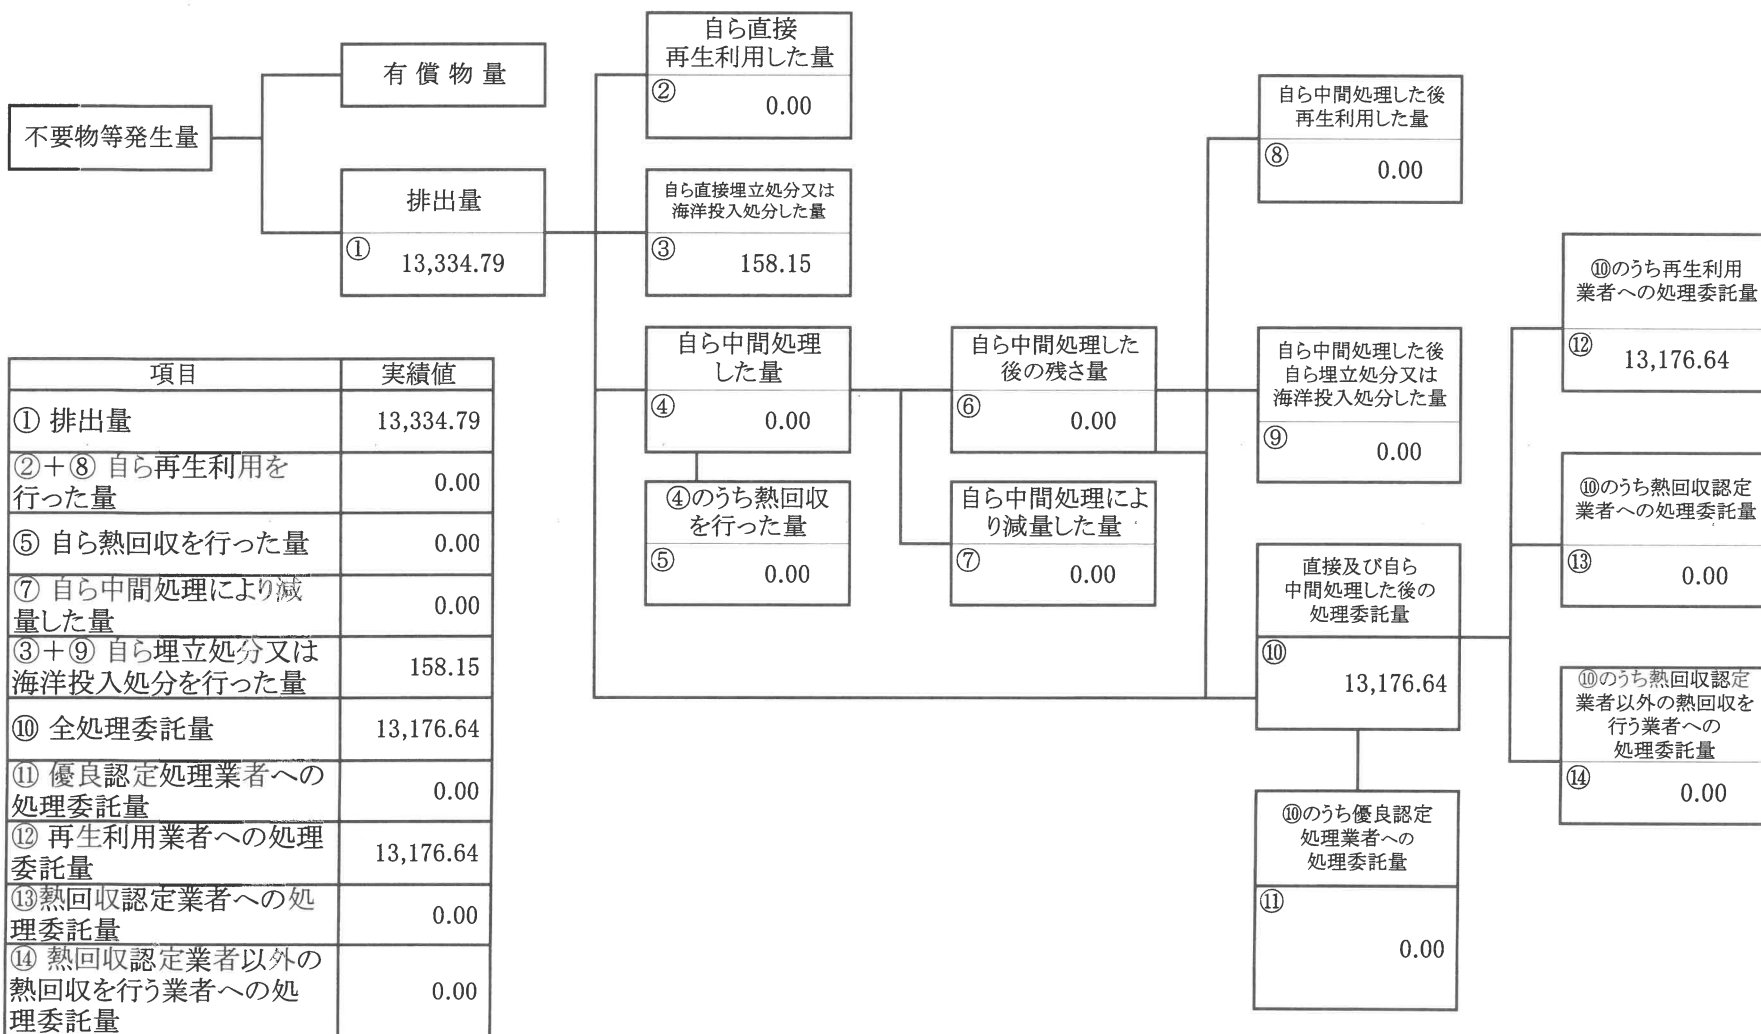 不要物等発生量
有償物量
排出量
①
13,334.79
自ら直接
再生利用した量
②
0.00
自ら直接埋立処分又は
海洋投入処分した量
③
158.15
自ら中間処理
した量
④
0.00
④のうち熱回収
を行った量
⑤
0.00
自ら中間処理した
後の残さ量
⑥
0.00
自ら中間処理によ
り減量した量
⑦
0.00
自ら中間処理した後
再生利用した量
⑧
0.00
自ら中間処理した後
自ら埋立処分又は
海洋投入処分した量
⑨
0.00
直接及び自ら
中間処理した後の
処理委託量
⑩
13,176.64
⑩のうち優良認定
処理業者への
処理委託量
⑪
0.00
⑩のうち再生利用
業者への処理委託量
⑫
13,176.64
⑩のうち熱回収認定
業者への処理委託量
⑬
0.00
⑩のうち熱回収認定
業者以外の熱回収を
行う業者への
処理委託量
⑭
0.00
項目 実績値
① 排出量 13,334.79
②＋⑧ 自ら再生利用を
行った量 0.00
⑤ 自ら熱回収を行った量 0.00
⑦ 自ら中間処理により減
量した量 0.00
③＋⑨ 自ら埋立処分又は
海洋投入処分を行った量 158.15
⑩ 全処理委託量 13,176.64
⑪ 優良認定処理業者への
処理委託量 0.00
⑫ 再生利用業者への処理
委託量 13,176.64
⑬熱回収認定業者への処
理委託量 0.00
⑭ 熱回収認定業者以外の
熱回収を行う業者への処
理委託量 0.00